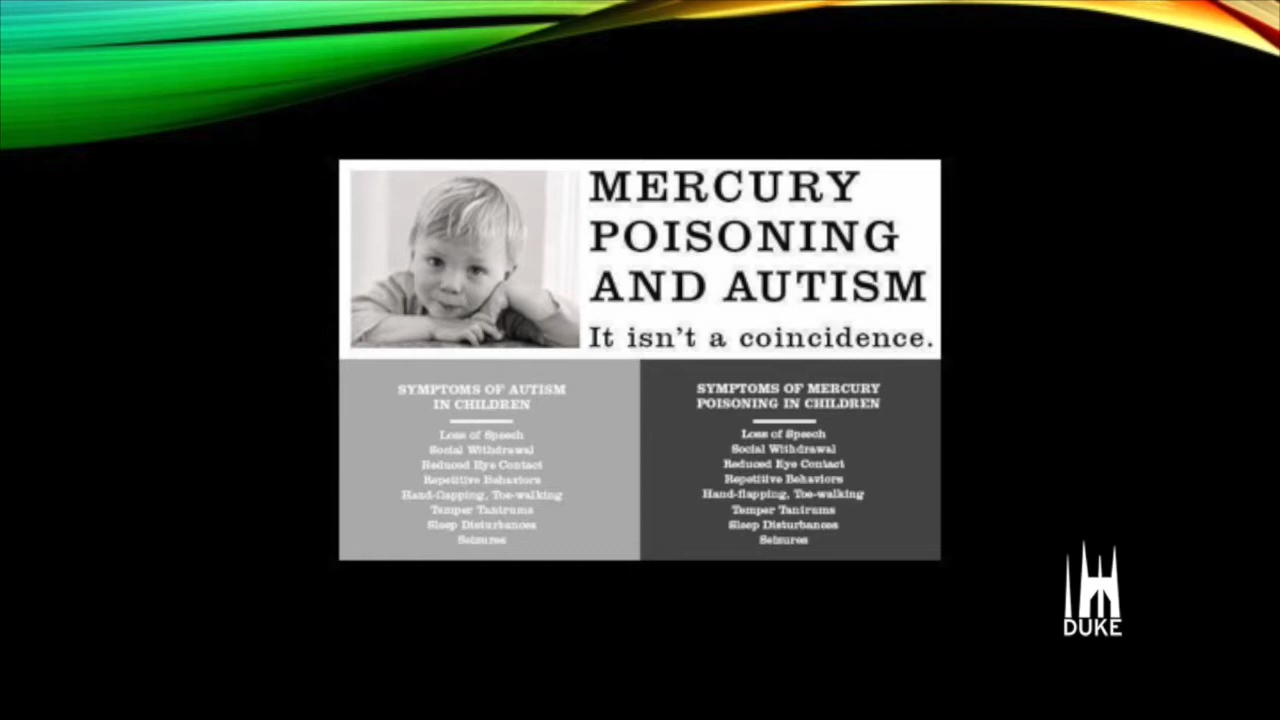 MERCURY
POISONING
AND AUTISM
It isn't a coincidence.
SYMPTOMS OF AUTISM
IN CHILDREN
Loss of Speech
Social Withdrawal
Reduced Eye Contact
Repetitive Behaviors
Hand-flapping, Toe-walking
Temper Tantrums
Sleep Disturbances
Seizures
SYMPTOMS OF MERCURY
POISONING IN CHILDREN
Loss of Speech
Social Withdrawal
Reduced Eye Contact
Repetitive Behaviors
Hand-flapping, Toe-walking
Temper Tantrums
Sleep Disturbances
Seizures
DUKE